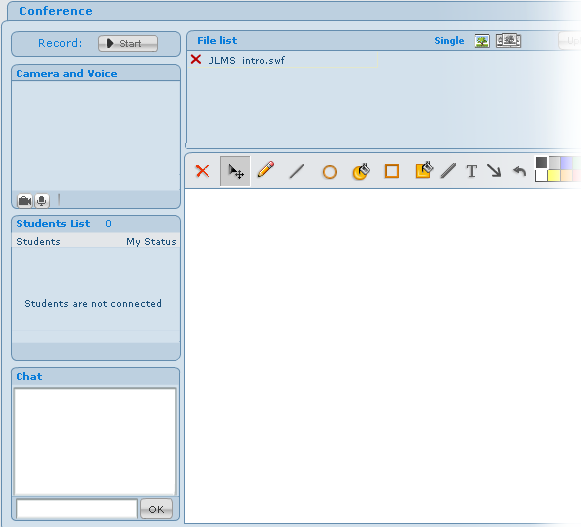 Conference
Record: Start
File list Single
JLMS intro.swf
Camera and Voice
T
Students List 0
Students My Status
Students are not connected
Chat
OK